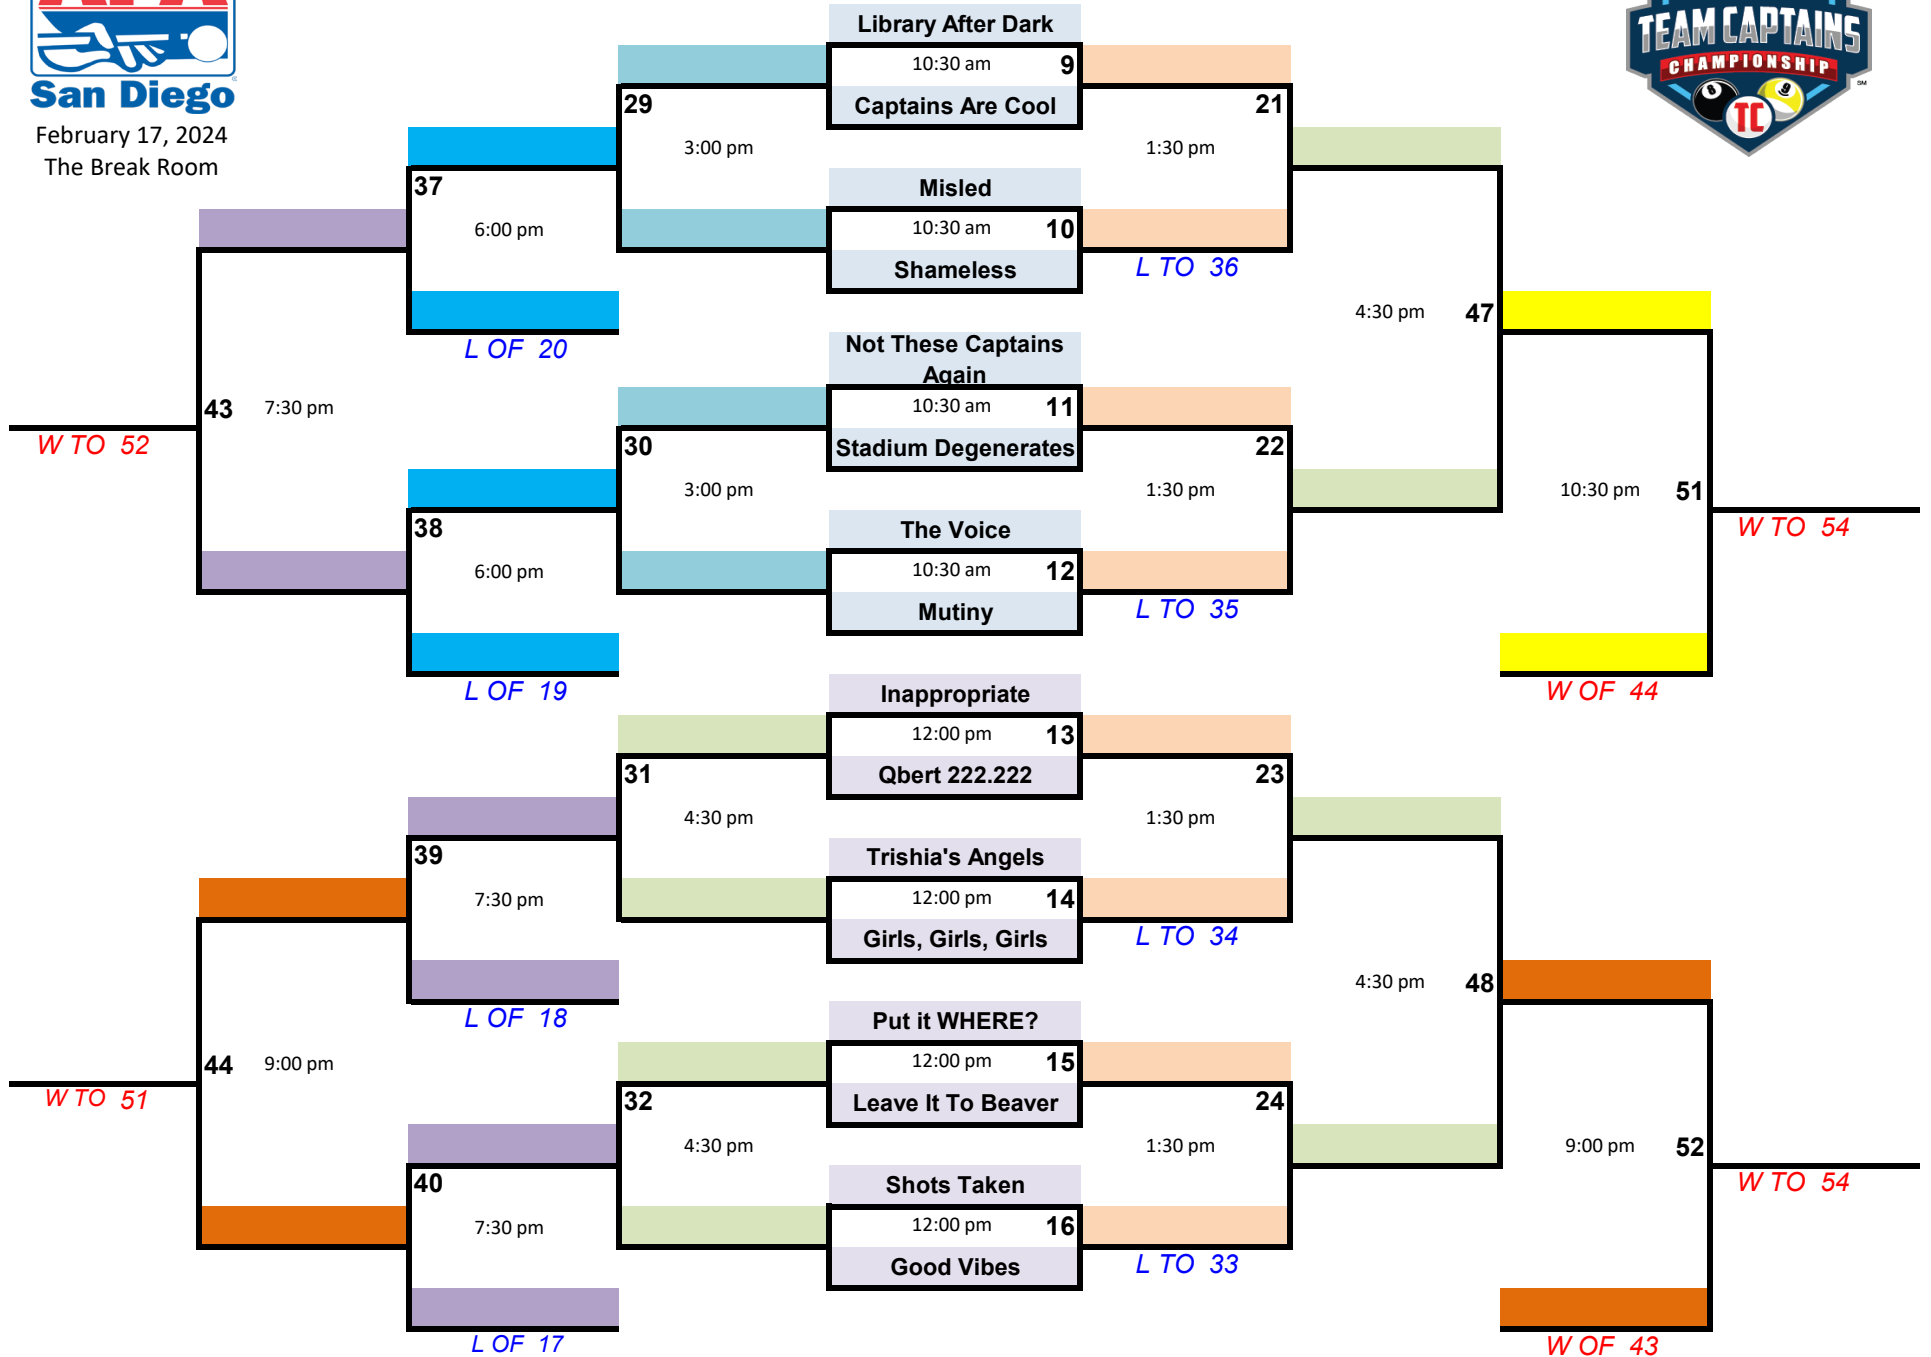 San Diego
February 17, 2024
The Break Room
TEAM CAPTAINS
CHAMPIONSHIP
TC
SM
Library After Dark
10:30 am 9
Captains Are Cool
29
3:00 pm
21
1:30 pm
Misled
10:30 am 10
Shameless
L TO 36
37
6:00 pm
L OF 20
4:30 pm 47
Not These Captains
Again
10:30 am 11
Stadium Degenerates
43 7:30 pm
W TO 52
30
3:00 pm
22
1:30 pm
10:30 pm 51
W TO 54
The Voice
10:30 am 12
Mutiny
L TO 35
38
6:00 pm
L OF 19
W OF 44
Inappropriate
12:00 pm 13
Qbert 222.222
31
4:30 pm
23
1:30 pm
Trishia's Angels
12:00 pm 14
Girls, Girls, Girls
L TO 34
39
7:30 pm
L OF 18
4:30 pm 48
Put it WHERE?
12:00 pm 15
Leave It To Beaver
44 9:00 pm
W TO 51
32
4:30 pm
24
1:30 pm
9:00 pm 52
W TO 54
Shots Taken
12:00 pm 16
Good Vibes
L TO 33
40
7:30 pm
L OF 17
W OF 43